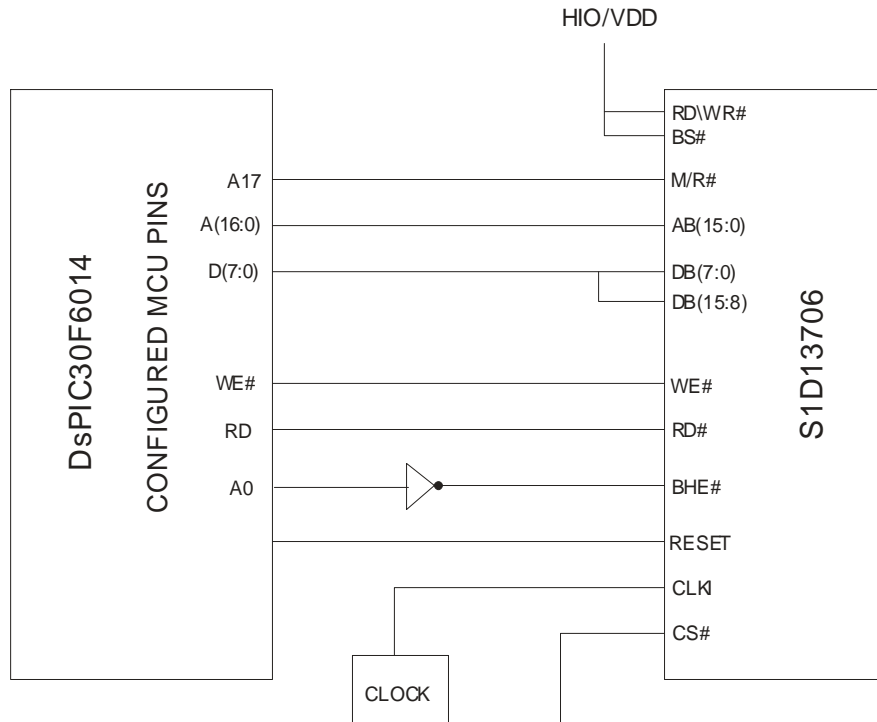 HIO/VDD
DsPIC30F6014
CONFIGURED MCU PINS
S1D13706
RD\WR#
BS#
A17
M/R#
A(16:0)
AB(15:0)
D(7:0)
DB(7:0)
DB(15:8)
WE#
WE#
RD
RD#
A0
BHE#
RESET
CLKI
CS#
CLOCK